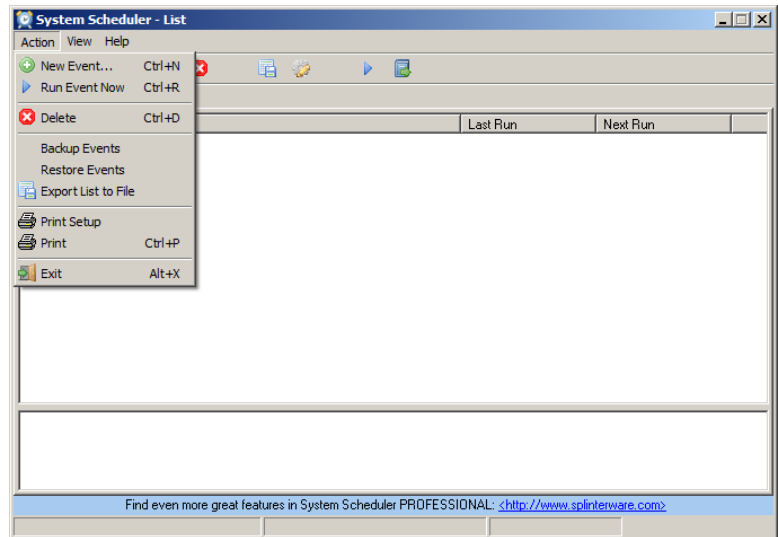 System Scheduler - List
Action View Help
New Event... Ctrl+N
Run Event Now Ctrl+R
Delete Ctrl+D
Backup Events
Restore Events
Export List to File
Print Setup
Print Ctrl+P
Exit Alt+X
Last Run Next Run
Find even more great features in System Scheduler PROFESSIONAL: <http://www.splinterware.com>